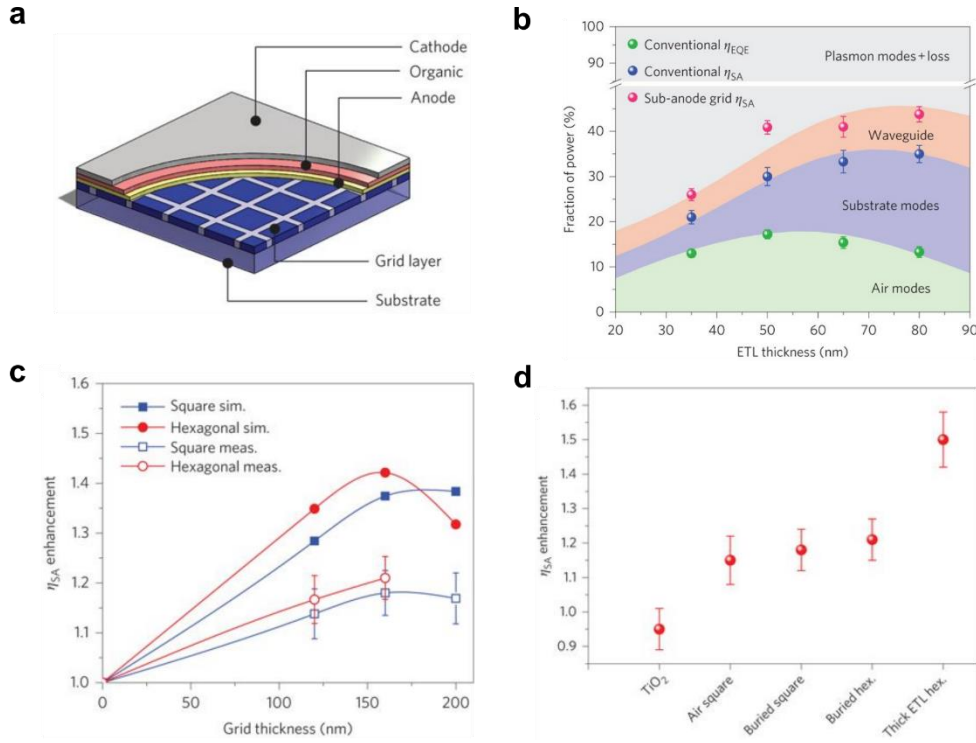 a
Cathode
Organic
Anode
Grid layer
Substrate
b
Conventional ηEQE
Conventional ηSA
Sub-anode grid ηSA
Plasmon modes + loss
Waveguide
Substrate modes
Air modes
Fraction of power (%)
100
90
40
30
20
10
0
20 30 40 50 60 70 80 90
ETL thickness (nm)
c
Square sim.
Hexagonal sim.
Square meas.
Hexagonal meas.
ηSA enhancement
1.6
1.5
1.4
1.3
1.2
1.1
1.0
0 50 100 150 200
Grid thickness (nm)
d
ηSA enhancement
1.6
1.5
1.4
1.3
1.2
1.1
1.0
0.9
TiO2
Air square
Buried square
Buried hex.
Thick ETL hex.